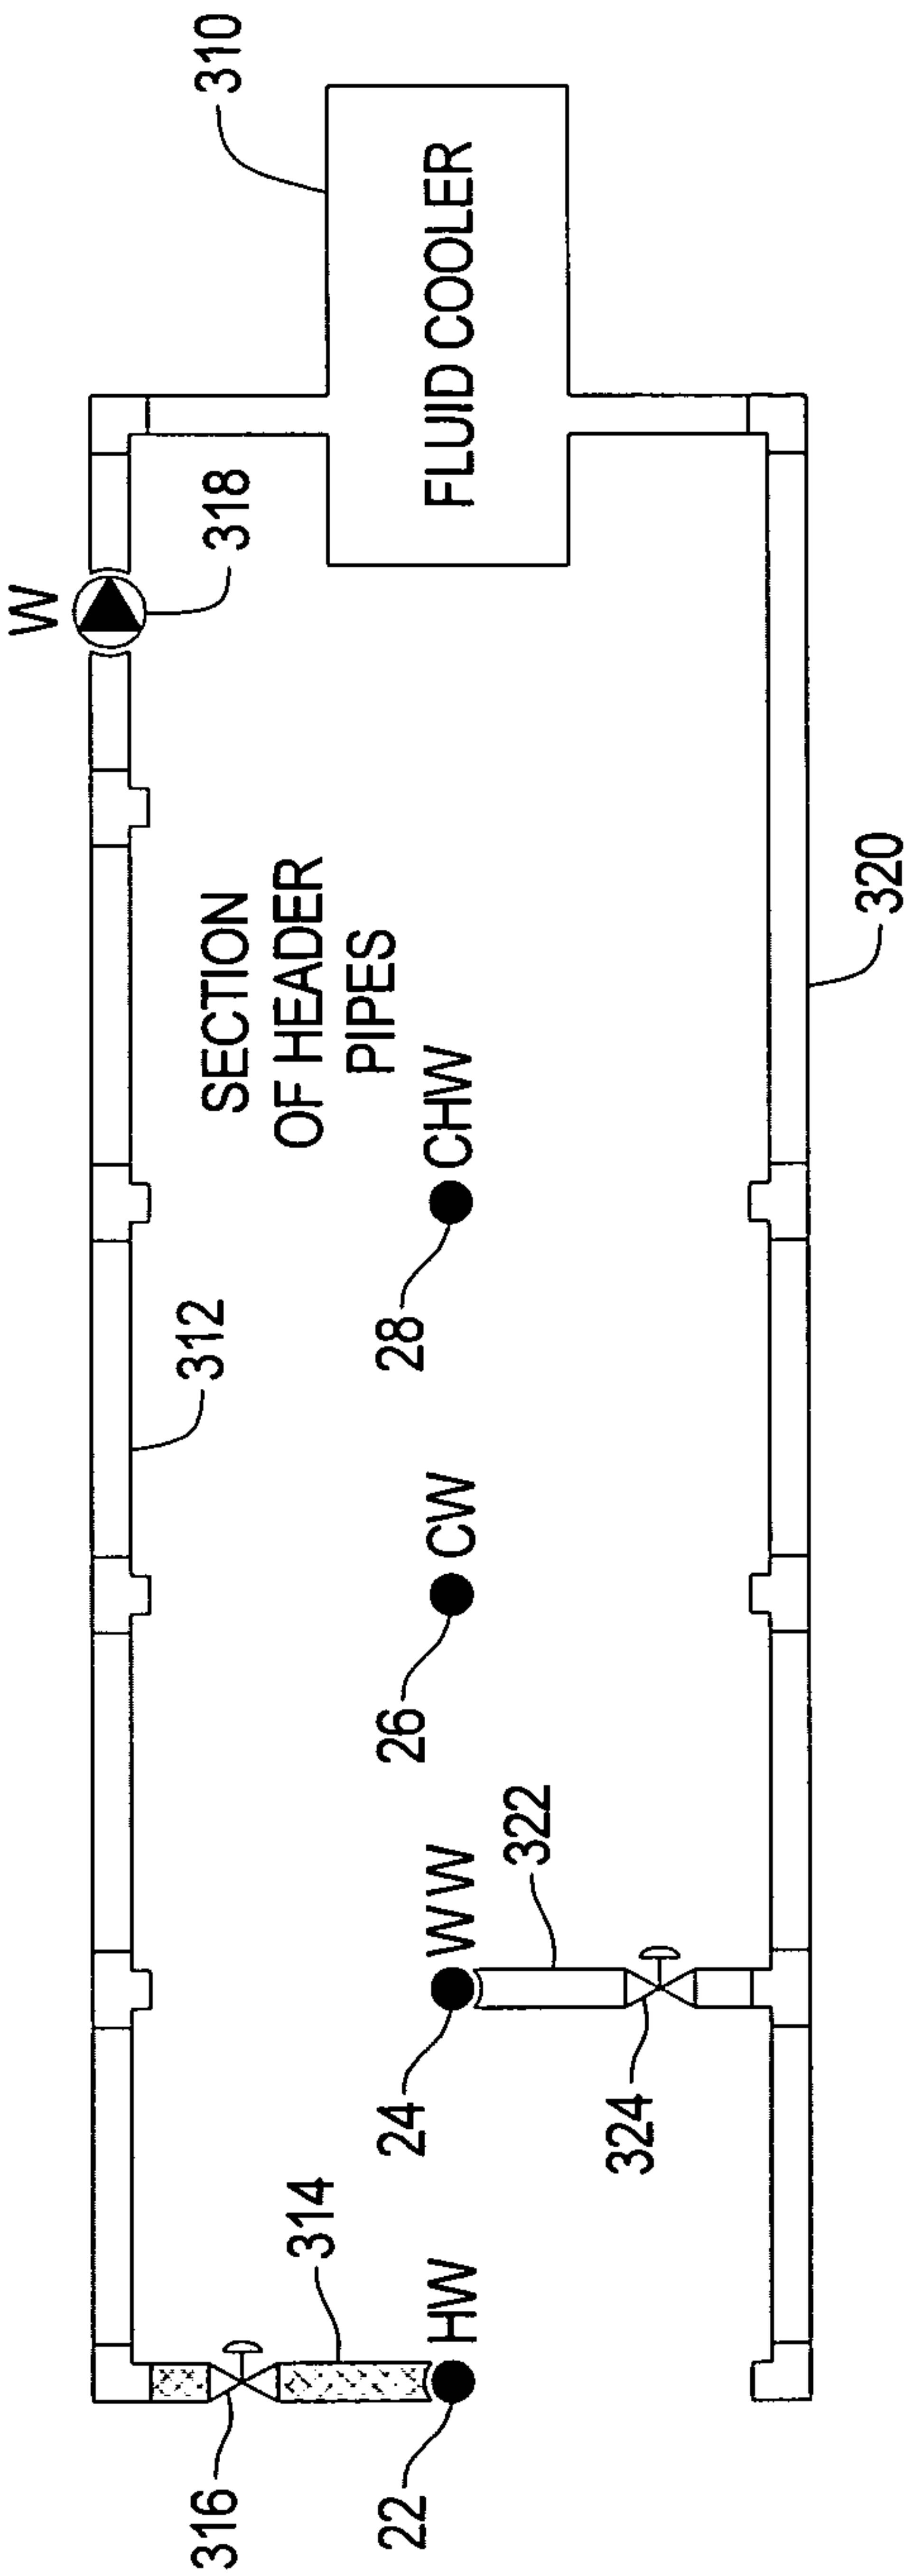 W
318
310
FLUID COOLER
SECTION
OF HEADER
PIPES
312
316
314
22
HW
24
WW
26
CW
28
CHW
322
324
320